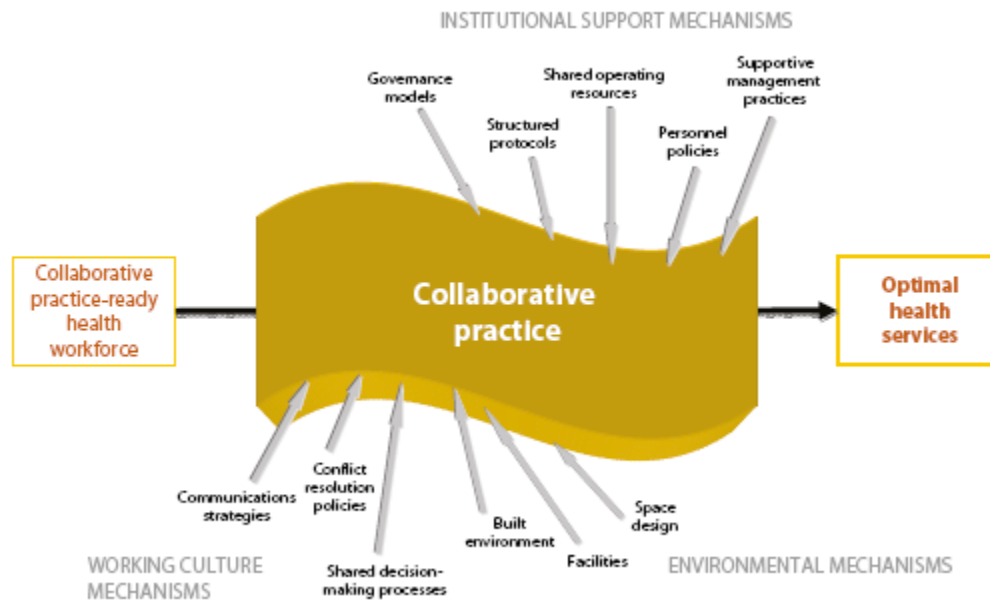 INSTITUTIONAL SUPPORT MECHANISMS
Governance
models
Structured
protocols
Shared operating
resources
Personnel
policies
Supportive
management
practices
Collaborative
practice-ready
health
workforce
Collaborative
practice
Optimal
health
services
Communications
strategies
Conflict
resolution
policies
Shared decision-
making processes
Built
environment
Facilities
Space
design
WORKING CULTURE
MECHANISMS
ENVIRONMENTAL MECHANISMS